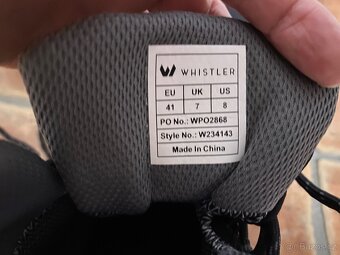 WHISTLER
EU UK US
41 7 8
PO No.: WPO2868
Style No.: W234143
Made In China